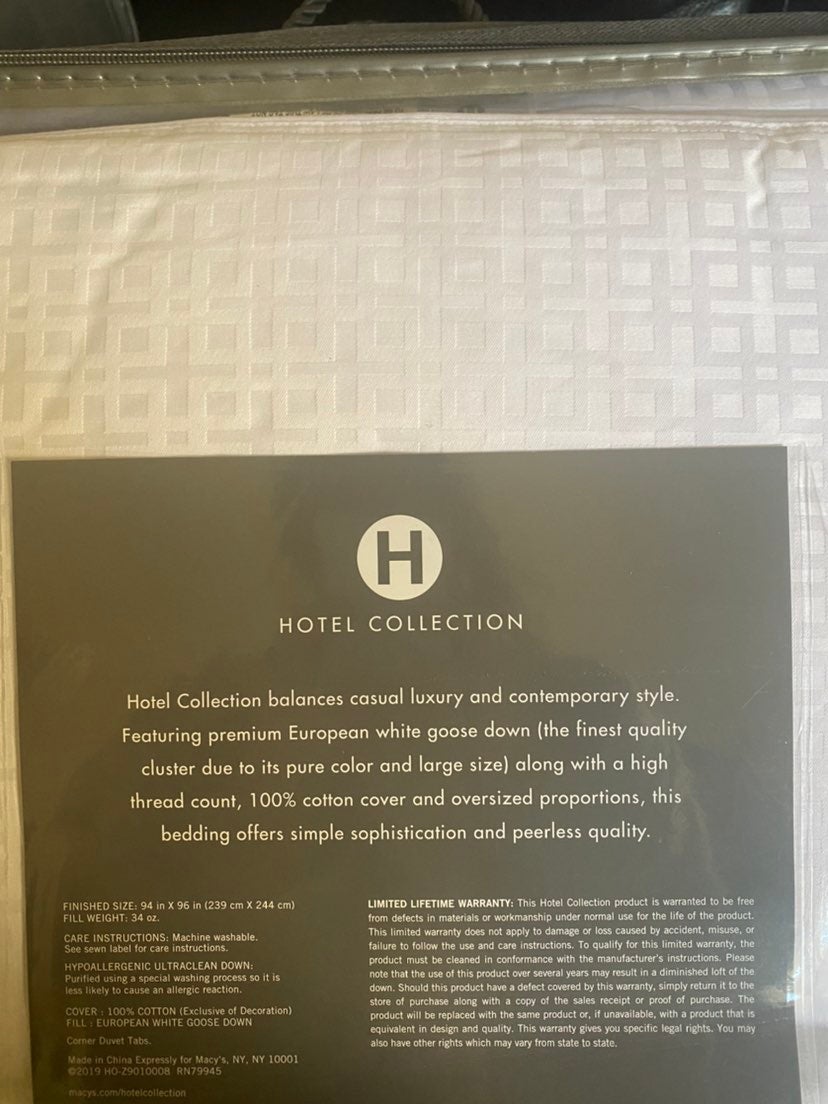 H
HOTEL COLLECTION
Hotel Collection balances casual luxury and contemporary style.
Featuring premium European white goose down (the finest quality
cluster due to its pure color and large size) along with a high
thread count, 100% cotton cover and oversized proportions, this
bedding offers simple sophistication and peerless quality.
FINISHED SIZE: 94 in X 96 in (239 cm X 244 cm)
FILL WEIGHT: 34 oz.
CARE INSTRUCTIONS: Machine washable.
See sewn label for care instructions.
HYPOALLERGENIC ULTRACLEAN DOWN:
Purified using a special washing process so it is
less likely to cause an allergic reaction.
COVER : 100% COTTON (Exclusive of Decoration)
FILL : EUROPEAN WHITE GOOSE DOWN
Corner Duvet Tabs.
Made in China Expressly for Macy's, NY, NY 10001
©2019 HO-Z9010008 RN79945
macys.com/hotelcollection
LIMITED LIFETIME WARRANTY: This Hotel Collection product is warranted to be free
from defects in materials or workmanship under normal use for the life of the product.
This limited warranty does not apply to damage or loss caused by accident, misuse, or
failure to follow the use and care instructions. To qualify for this limited warranty, the
product must be cleaned in conformance with the manufacturer's instructions. Please
note that the use of this product over several years may result in a diminished loft of the
down. Should this product have a defect covered by this warranty, simply return it to the
store of purchase along with a copy of the sales receipt or proof of purchase. The
product will be replaced with the same product or, if unavailable, with a product that is
equivalent in design and quality. This warranty gives you specific legal rights. You may
also have other rights which may vary from state to state.